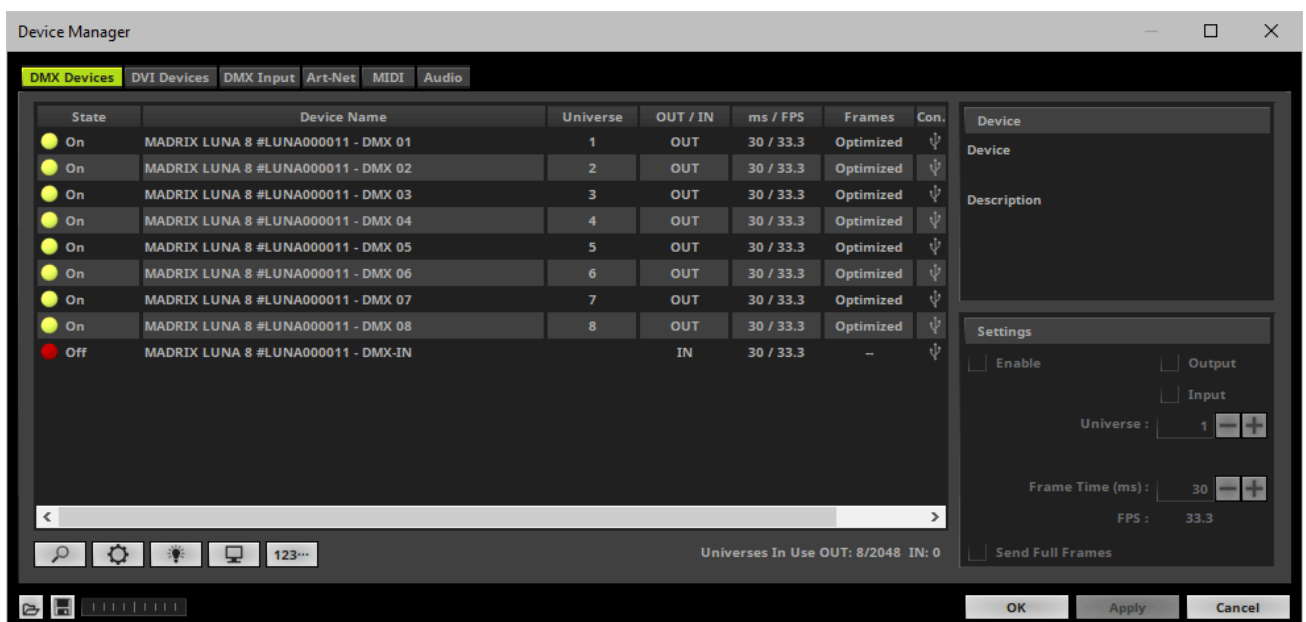 Device Manager
DMX Devices DVI Devices DMX Input Art-Net MIDI Audio
State Device Name Universe OUT / IN ms / FPS Frames Con.
On MADRIX LUNA 8 #LUNA000011 - DMX 01 1 OUT 30 / 33.3 Optimized
On MADRIX LUNA 8 #LUNA000011 - DMX 02 2 OUT 30 / 33.3 Optimized
On MADRIX LUNA 8 #LUNA000011 - DMX 03 3 OUT 30 / 33.3 Optimized
On MADRIX LUNA 8 #LUNA000011 - DMX 04 4 OUT 30 / 33.3 Optimized
On MADRIX LUNA 8 #LUNA000011 - DMX 05 5 OUT 30 / 33.3 Optimized
On MADRIX LUNA 8 #LUNA000011 - DMX 06 6 OUT 30 / 33.3 Optimized
On MADRIX LUNA 8 #LUNA000011 - DMX 07 7 OUT 30 / 33.3 Optimized
On MADRIX LUNA 8 #LUNA000011 - DMX 08 8 OUT 30 / 33.3 Optimized
Off MADRIX LUNA 8 #LUNA000011 - DMX-IN IN 30 / 33.3 --
123...
Universes In Use OUT: 8/2048 IN: 0
Device
Device
Description
Settings
Enable Output
Input
Universe : 1
Frame Time (ms) : 30
FPS : 33.3
Send Full Frames
OK Apply Cancel